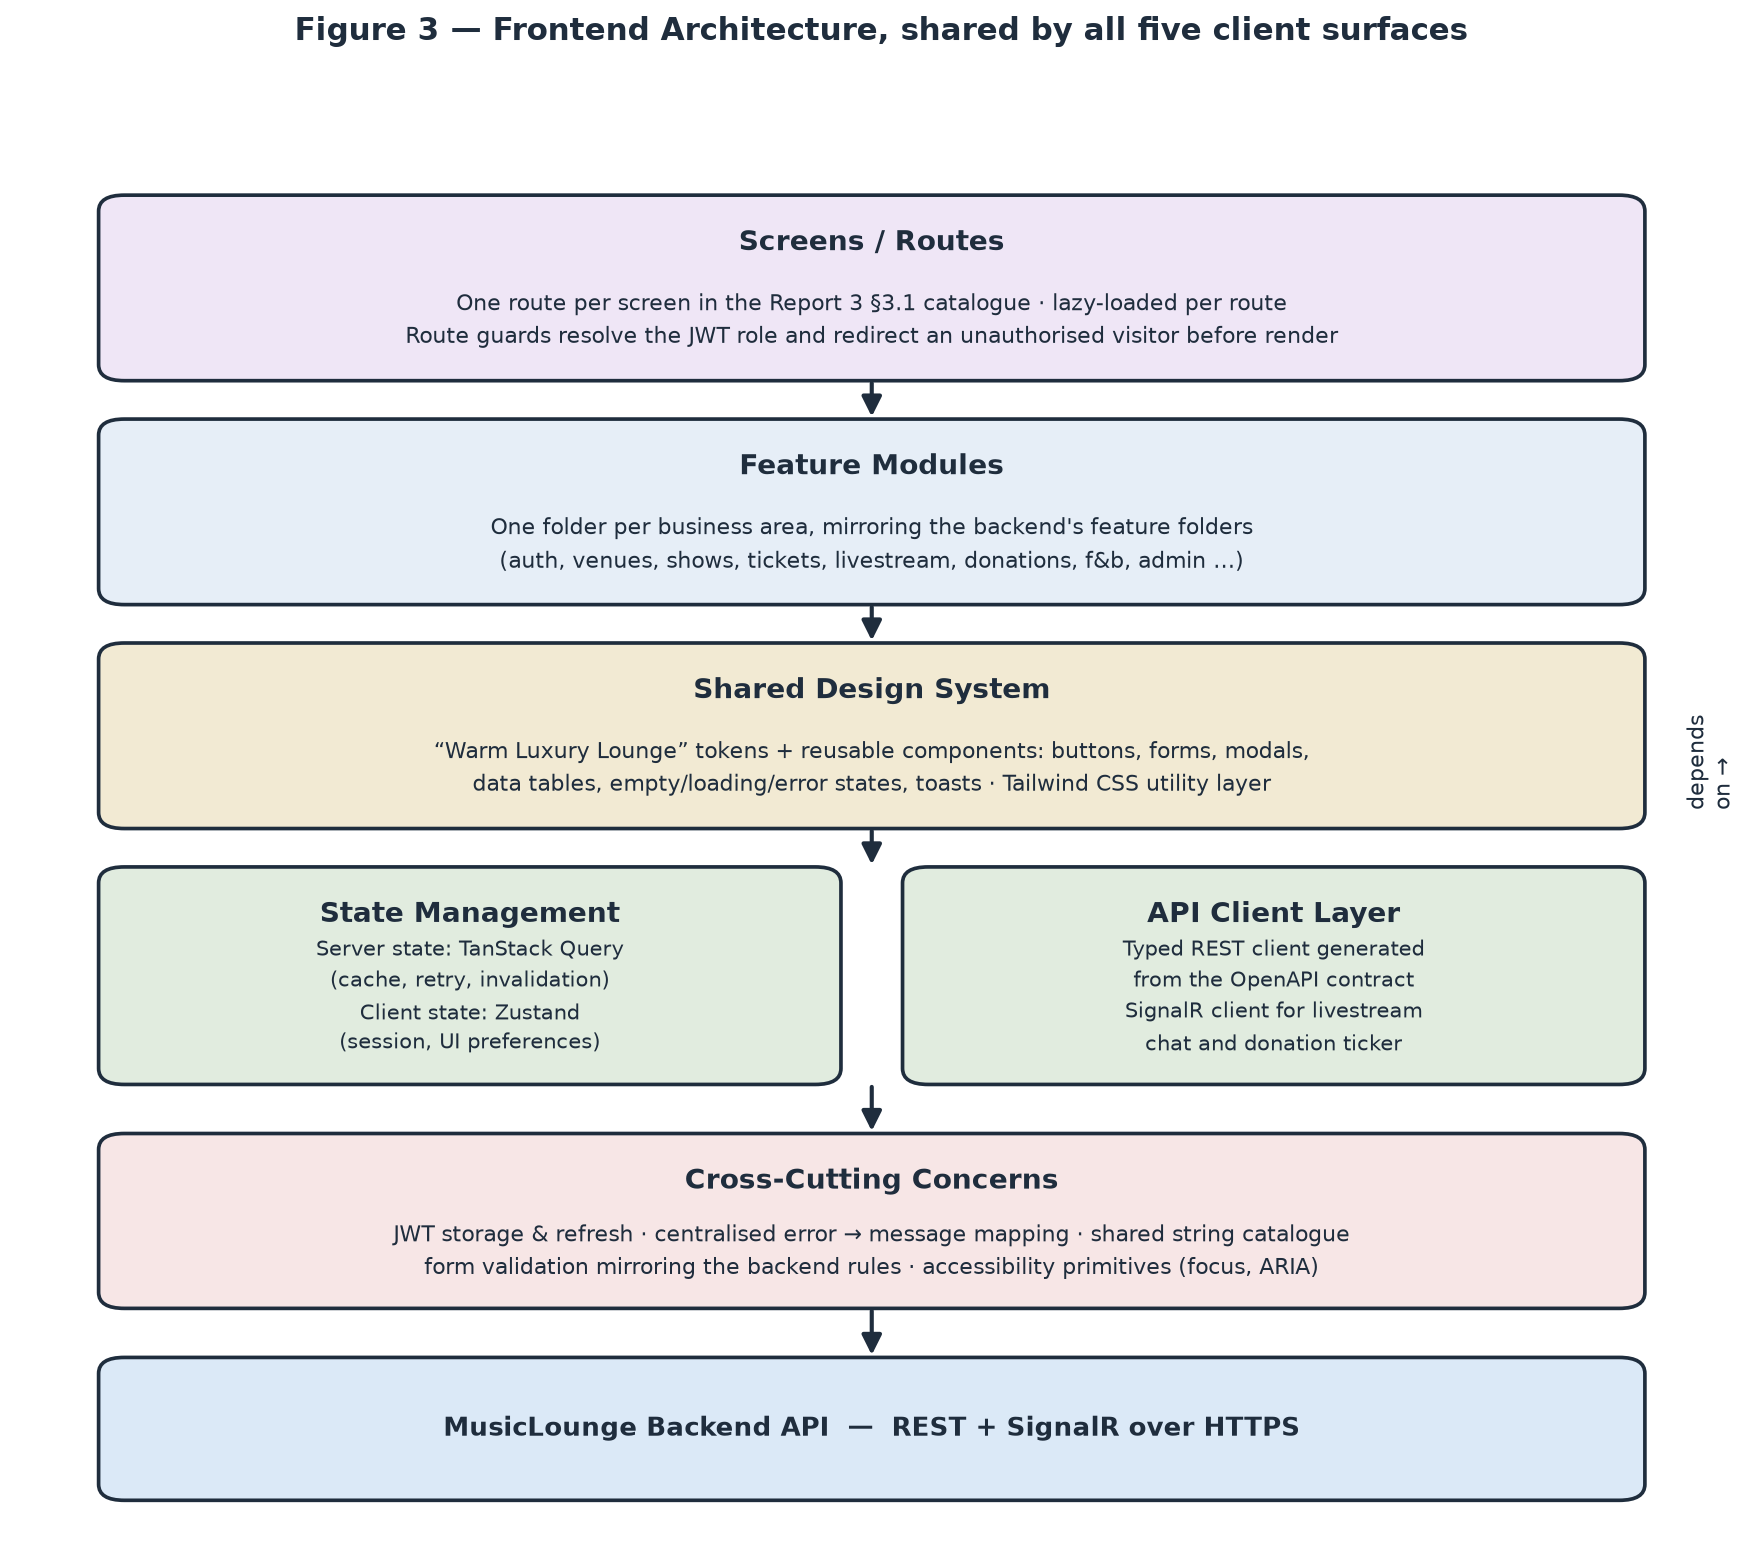 Figure 3 — Frontend Architecture, shared by all five client surfaces
Screens / Routes
One route per screen in the Report 3 §3.1 catalogue · lazy-loaded per route
Route guards resolve the JWT role and redirect an unauthorised visitor before render
Feature Modules
One folder per business area, mirroring the backend's feature folders
(auth, venues, shows, tickets, livestream, donations, f&b, admin …)
Shared Design System
“Warm Luxury Lounge” tokens + reusable components: buttons, forms, modals,
data tables, empty/loading/error states, toasts · Tailwind CSS utility layer
depends
on →
State Management
Server state: TanStack Query
(cache, retry, invalidation)
Client state: Zustand
(session, UI preferences)
API Client Layer
Typed REST client generated
from the OpenAPI contract
SignalR client for livestream
chat and donation ticker
Cross-Cutting Concerns
JWT storage & refresh · centralised error → message mapping · shared string catalogue
form validation mirroring the backend rules · accessibility primitives (focus, ARIA)
MusicLounge Backend API — REST + SignalR over HTTPS